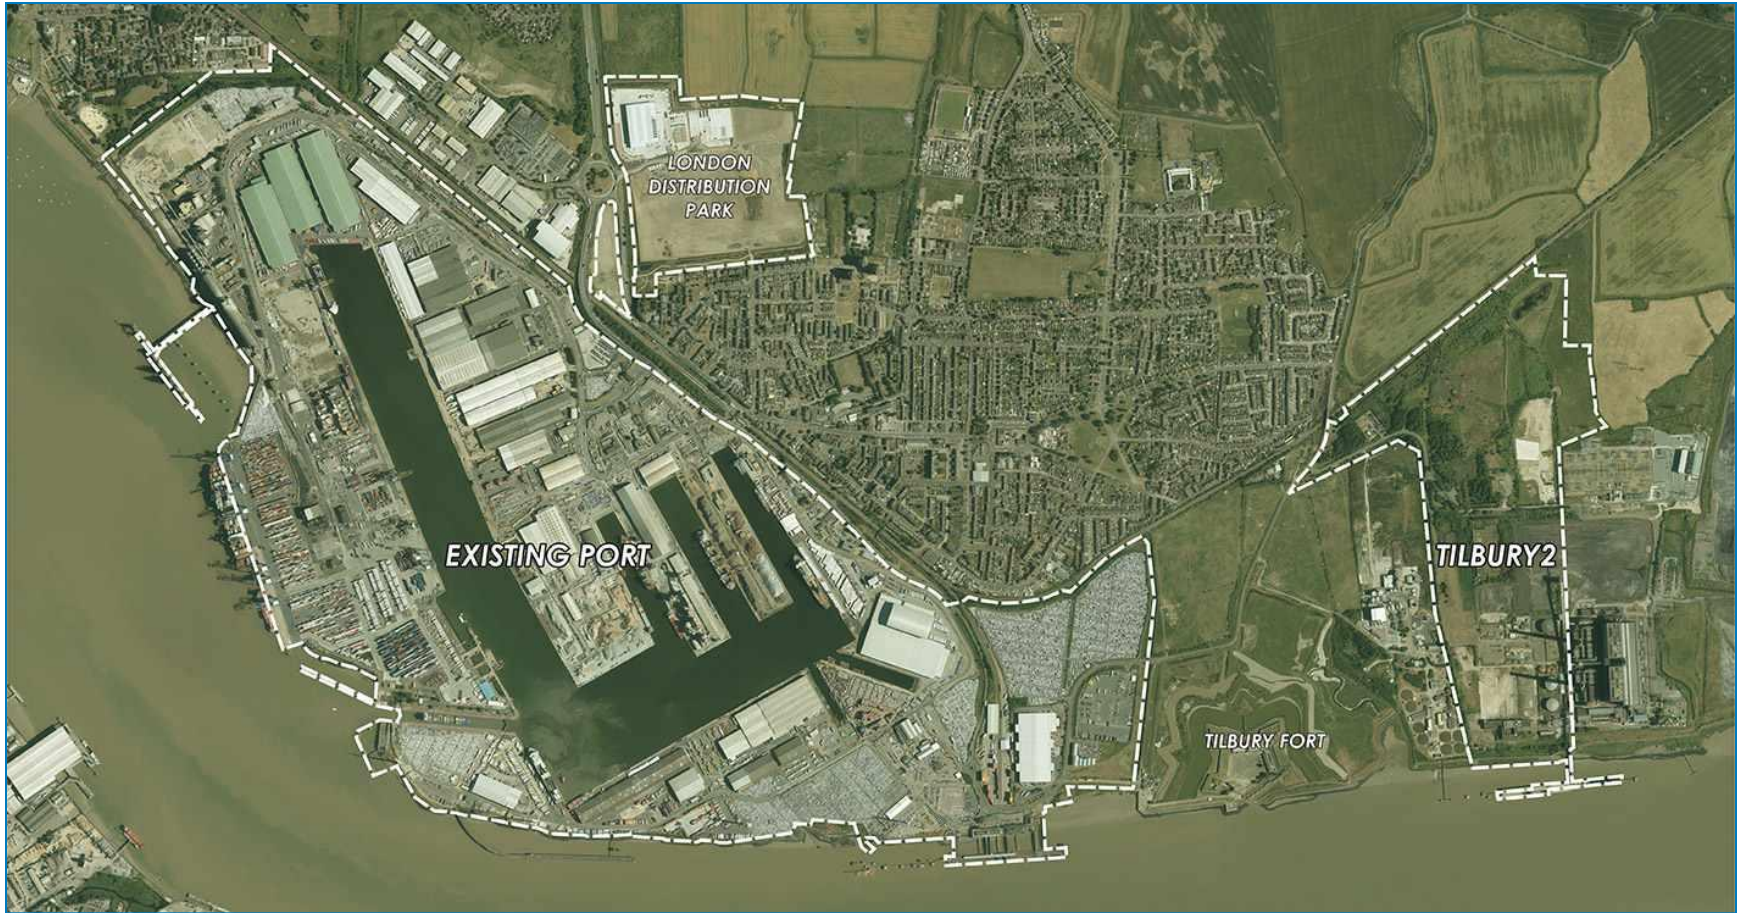 LONDON
DISTRIBUTION
PARK
EXISTING PORT
TILBURY2
TILBURY FORT